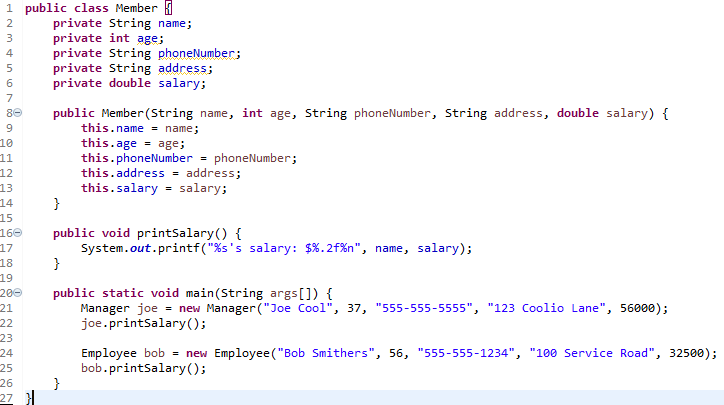 1 public class Member {
2     private String name;
3     private int age;
4     private String phoneNumber;
5     private String address;
6     private double salary;
7
8     public Member(String name, int age, String phoneNumber, String address, double salary) {
9         this.name = name;
10         this.age = age;
11         this.phoneNumber = phoneNumber;
12         this.address = address;
13         this.salary = salary;
14     }
15
16     public void printSalary() {
17         System.out.printf("%s's salary: $%.2f%n", name, salary);
18     }
19
20     public static void main(String args[]) {
21         Manager joe = new Manager("Joe Cool", 37, "555-555-5555", "123 Coolio Lane", 56000);
22         joe.printSalary();
23
24         Employee bob = new Employee("Bob Smithers", 56, "555-555-1234", "100 Service Road", 32500);
25         bob.printSalary();
26     }
27 }